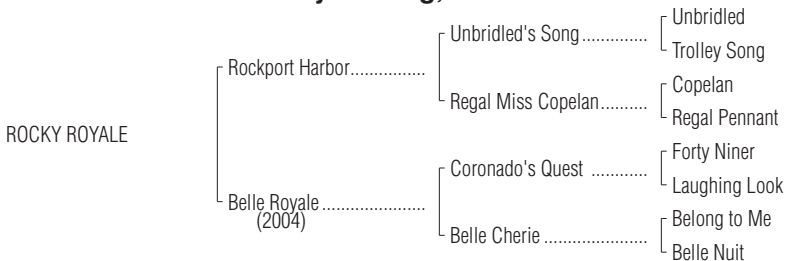 Unbridled
Unbridled's Song..............
Trolley Song
Rockport Harbor................
Copelan
Regal Miss Copelan..........
Regal Pennant
ROCKY ROYALE
Forty Niner
Coronado's Quest ............
Laughing Look
Belle Royale ......................
(2004)
Belong to Me
Belle Cherie ......................
Belle Nuit